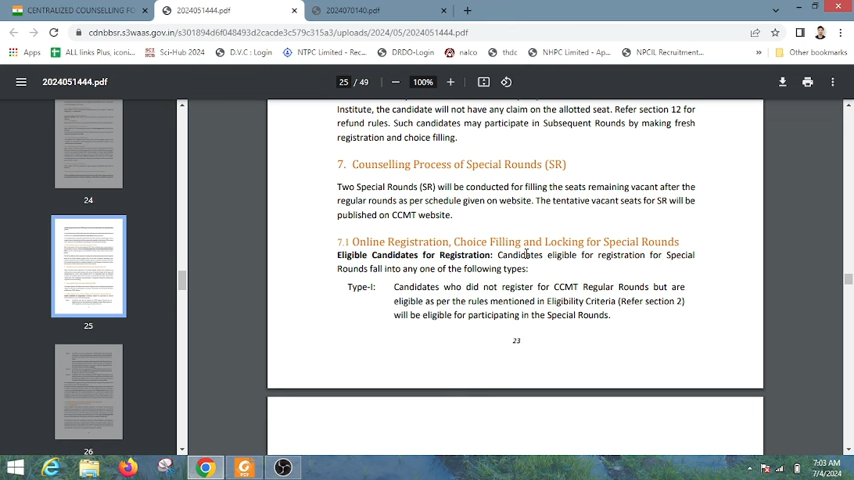 CENTRALIZED COUNSELLING FO
2024051444.pdf
2024070140.pdf
cdnbbsr.s3waas.gov.in/s301894d6f048493d2cacde3c579c315a3/uploads/2024/05/2024051444.pdf
Apps
ALL links Plus, iconi...
Sci-Hub 2024
D.V.C : Login
NTPC Limited - Rec...
DRDO-Login
nalco
thdc
NHPC Limited - Ap...
NPCIL Recruitment...
Other bookmarks
2024051444.pdf
25 / 49
100%
24
25
26
Institute, the candidate will not have any claim on the allotted seat. Refer section 12 for
refund rules. Such candidates may participate in Subsequent Rounds by making fresh
registration and choice filling.
7. Counselling Process of Special Rounds (SR)
Two Special Rounds (SR) will be conducted for filling the seats remaining vacant after the
regular rounds as per schedule given on website. The tentative vacant seats for SR will be
published on CCMT website.
7.1 Online Registration, Choice Filling and Locking for Special Rounds
Eligible Candidates for Registration: Candidates eligible for registration for Special
Rounds fall into any one of the following types:
Type-I: Candidates who did not register for CCMT Regular Rounds but are
eligible as per the rules mentioned in Eligibility Criteria (Refer section 2)
will be eligible for participating in the Special Rounds.
23
7:03 AM
7/4/2024